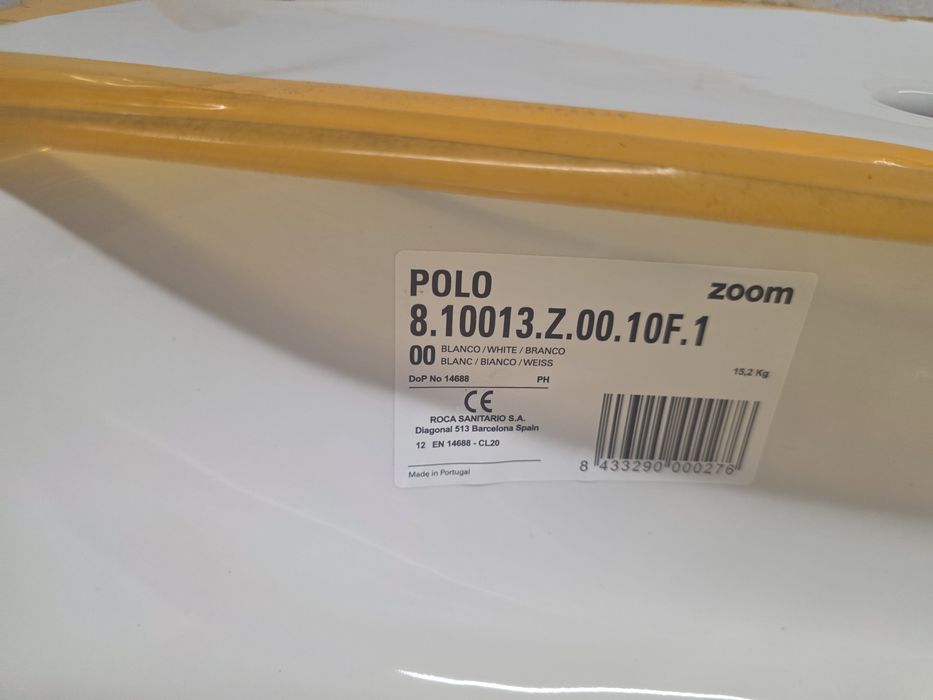 POLO
zoom
8.10013.Z.00.10F.1
00 BLANCO / WHITE / BRANCO
BLANC / BIANCO / WEISS
15,2 Kg
DoP No 14688 PH
CE
ROCA SANITARIO S.A.
Diagonal 513 Barcelona Spain
12 EN 14688 - CL20
8 433290 000276
Made in Portugal